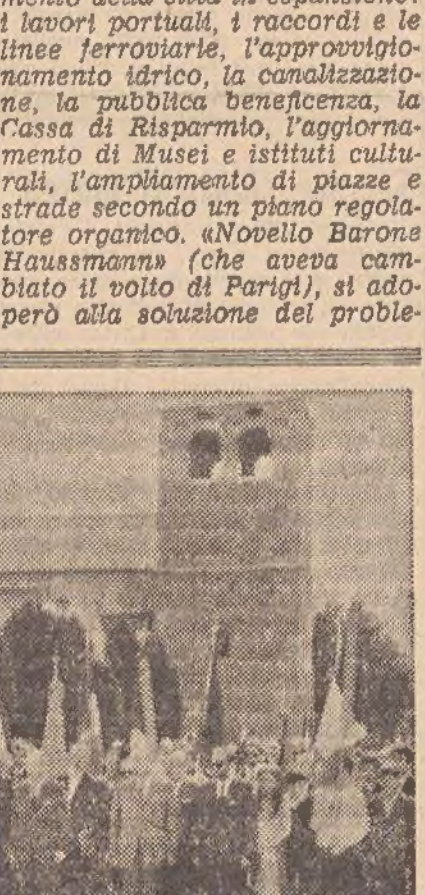 mento della città in espansione:
i lavori portuali, i raccordi e le
linee ferroviarie, l'approvvigio-
namento idrico, la canalizzazio-
ne, la pubblica beneficenza, la
Cassa di Risparmio, l'aggiorna-
mento di Musei e istituti cultu-
rali, l'ampliamento di piazze e
strade secondo un piano regola-
tore organico. «Novello Barone
Haussmann» (che aveva cam-
biato il volto di Parigi), si ado-
però alla soluzione del proble-